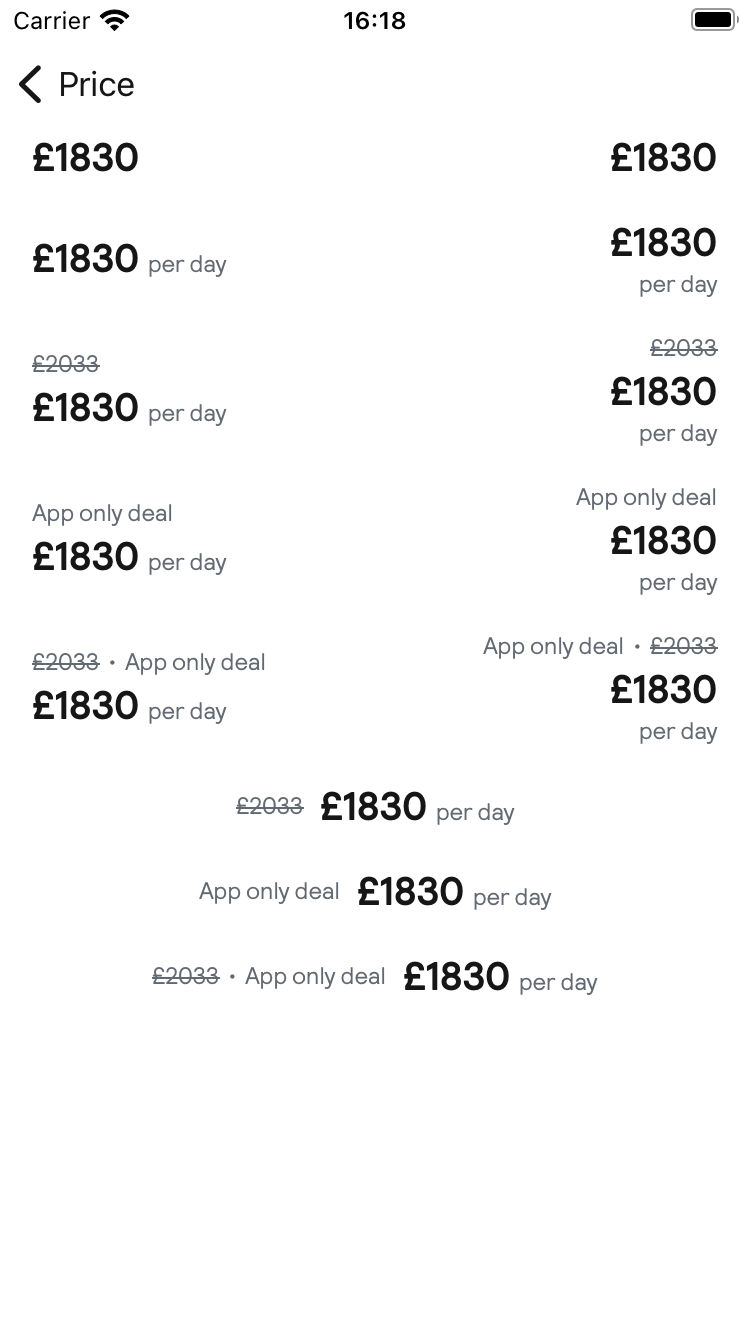 Carrier 16:18
Price
£1830 £1830
£1830 per day £1830
per day
£2033 £2033
£1830 per day £1830
per day
App only deal App only deal
£1830 per day £1830
per day
£2033 • App only deal App only deal • £2033
£1830 per day £1830
per day
£2033 £1830 per day
App only deal £1830 per day
£2033 • App only deal £1830 per day